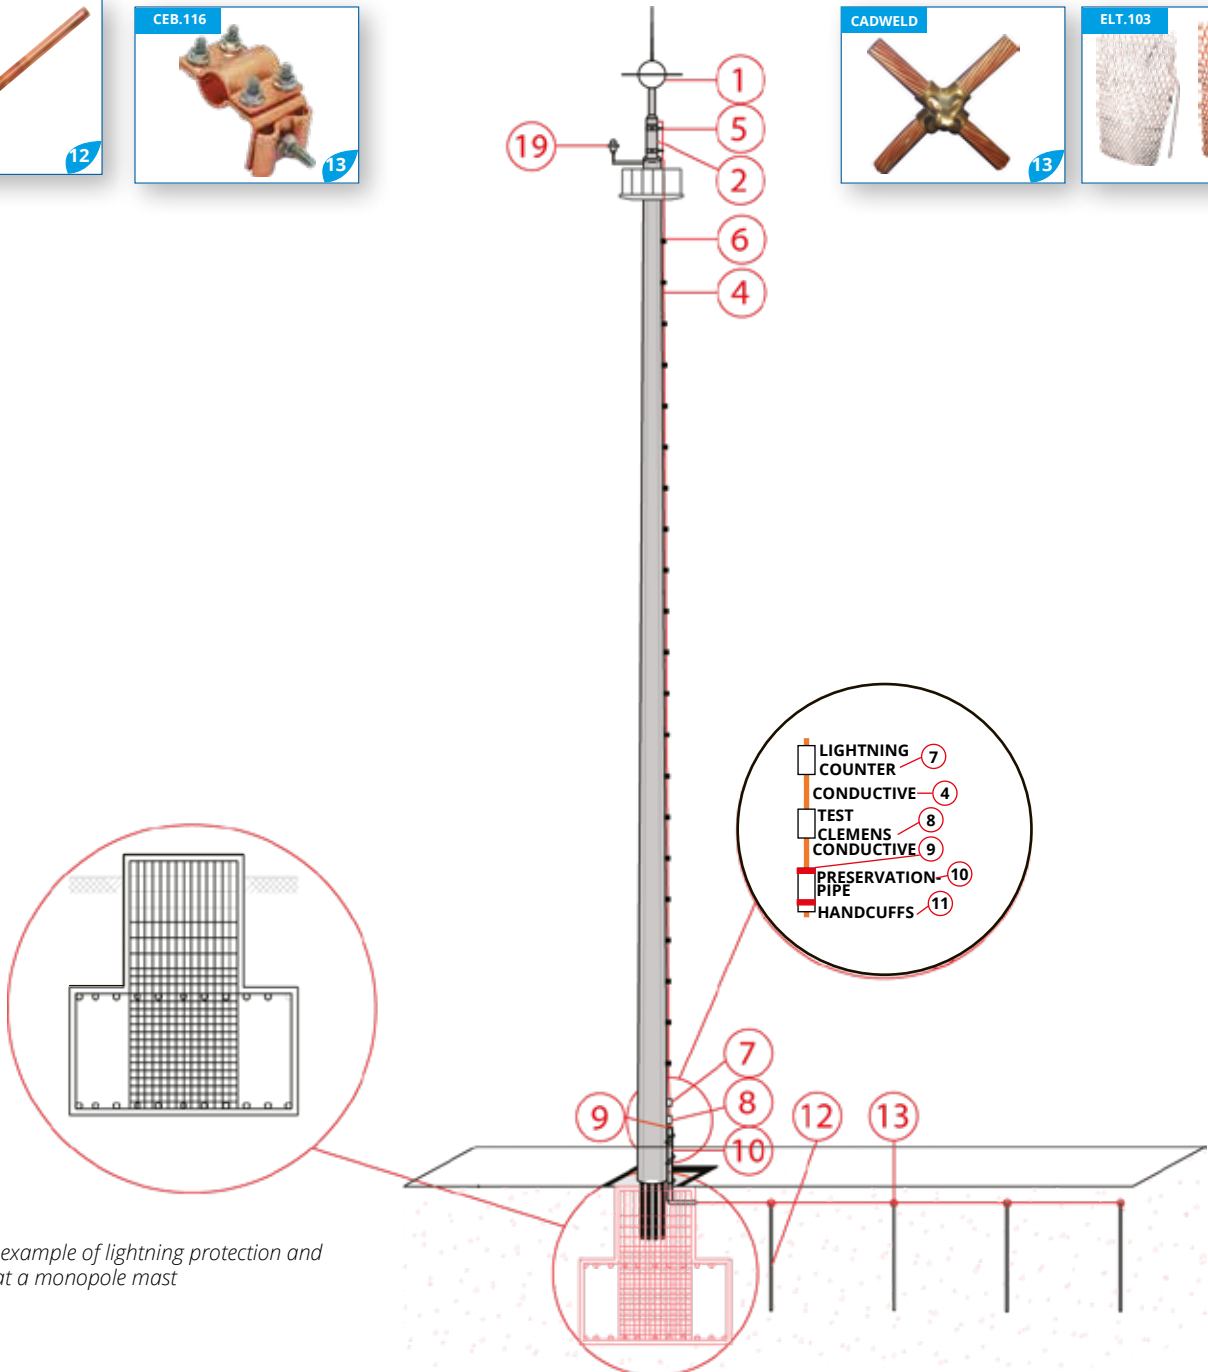 CEB.116
CADWELD
ELT.103
12
13
13
1
5
19
2
6
4
LIGHTNING
COUNTER
7
CONDUCTIVE
4
TEST
CLEMENS
8
CONDUCTIVE
9
PRESERVATION-
10
PIPE
HANDCUFFS
11
7
8
9
10
12
13
example of lightning protection and
at a monopole mast